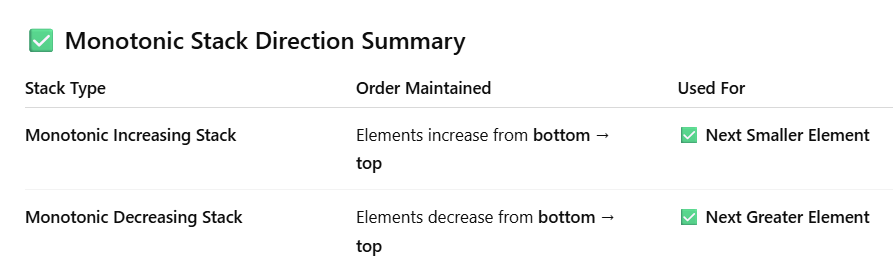 ✅ Monotonic Stack Direction Summary
Stack Type Order Maintained Used For
Monotonic Increasing Stack Elements increase from bottom → ✅ Next Smaller Element
top
Monotonic Decreasing Stack Elements decrease from bottom → ✅ Next Greater Element
top